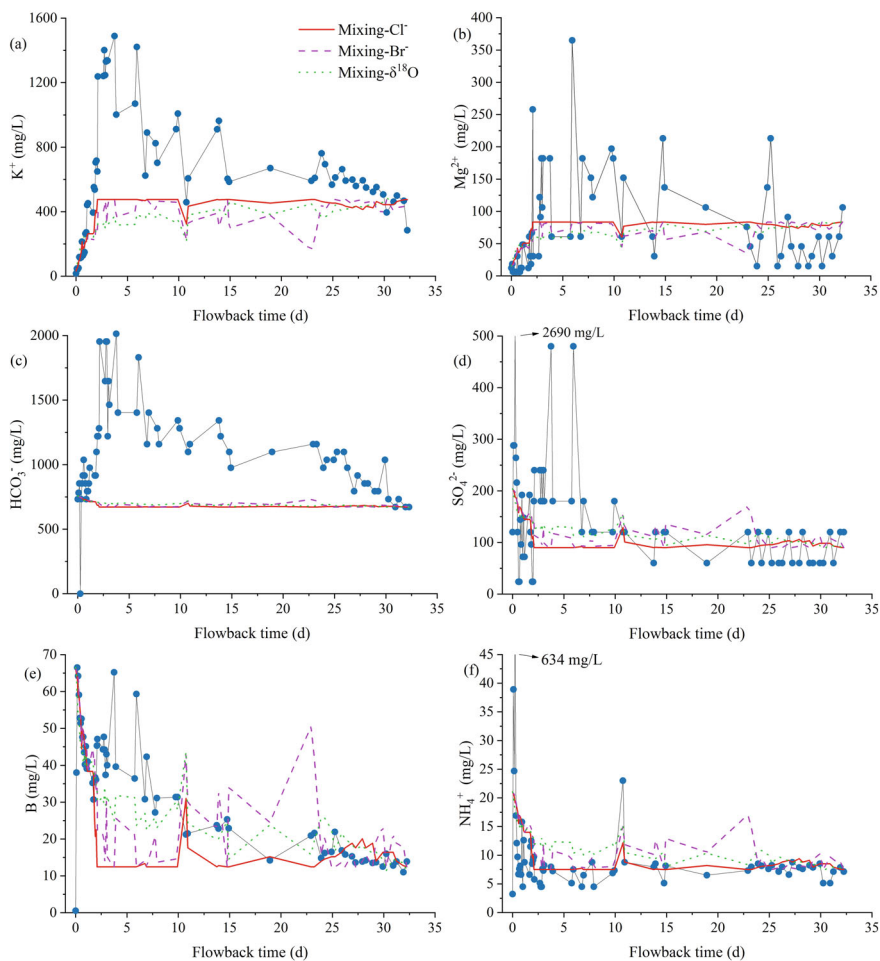 (a)
K⁺ (mg/L)
1600
1200
800
400
0
0 5 10 15 20 25 30 35
Flowback time (d)
Mixing-Cl⁻
Mixing-Br⁻
Mixing-δ¹⁸O
(b)
Mg²⁺ (mg/L)
400
350
300
250
200
150
100
50
0
0 5 10 15 20 25 30 35
Flowback time (d)
(c)
HCO₃⁻ (mg/L)
2000
1500
1000
500
0
0 5 10 15 20 25 30 35
Flowback time (d)
(d)
SO₄²⁻ (mg/L)
2690 mg/L
500
400
300
200
100
0
0 5 10 15 20 25 30 35
Flowback time (d)
(e)
B (mg/L)
70
60
50
40
30
20
10
0
0 5 10 15 20 25 30 35
Flowback time (d)
(f)
NH₄⁺ (mg/L)
634 mg/L
45
40
35
30
25
20
15
10
5
0
0 5 10 15 20 25 30 35
Flowback time (d)